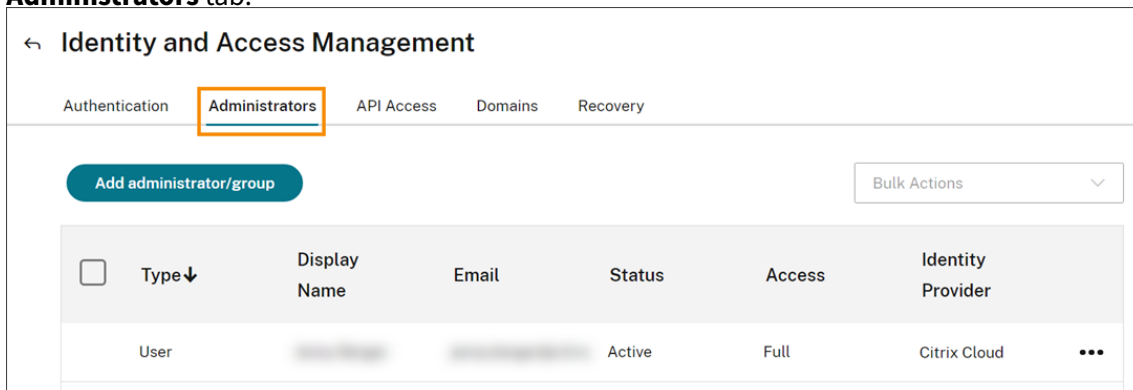 Administrators tab.
Identity and Access Management
Authentication Administrators API Access Domains Recovery
Add administrator/group Bulk Actions
Type Display Name Email Status Access Identity Provider
User Active Full Citrix Cloud